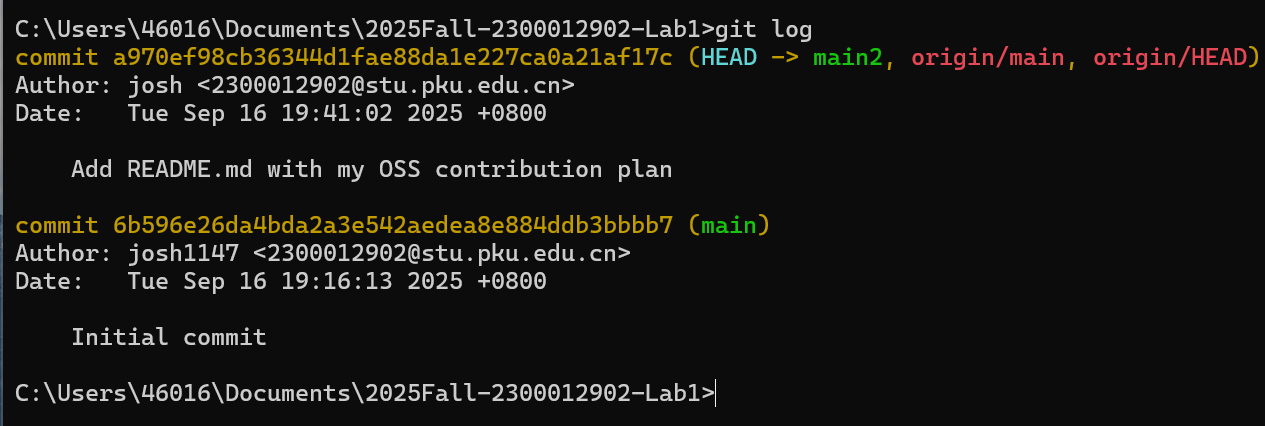 C:\Users\46016\Documents\2025Fall-2300012902-Lab1>git log
commit a970ef98cb36344d1fae88da1e227ca0a21af17c (HEAD -> main2, origin/main, origin/HEAD)
Author: josh <2300012902@stu.pku.edu.cn>
Date:   Tue Sep 16 19:41:02 2025 +0800
    Add README.md with my OSS contribution plan
commit 6b596e26da4bda2a3e542aedea8e884ddb3bbbb7 (main)
Author: josh1147 <2300012902@stu.pku.edu.cn>
Date:   Tue Sep 16 19:16:13 2025 +0800
    Initial commit
C:\Users\46016\Documents\2025Fall-2300012902-Lab1>